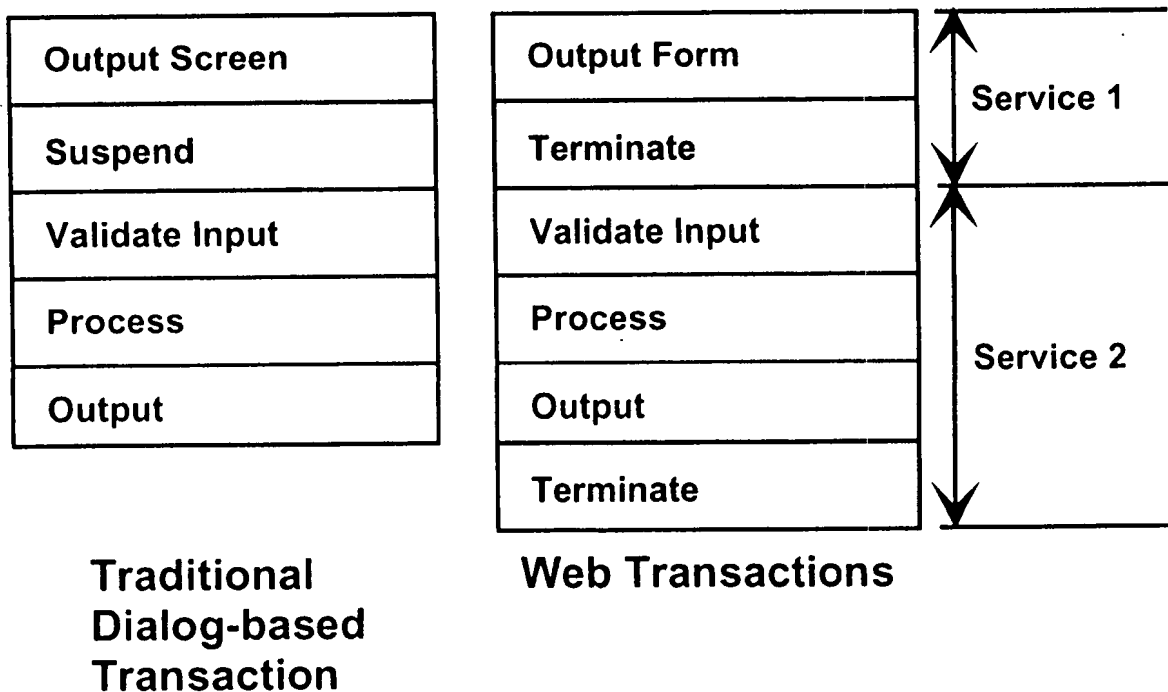 Output Screen
Suspend
Validate Input
Process
Output
Traditional
Dialog-based
Transaction
Output Form
Terminate
Validate Input
Process
Output
Terminate
Web Transactions
Service 1
Service 2